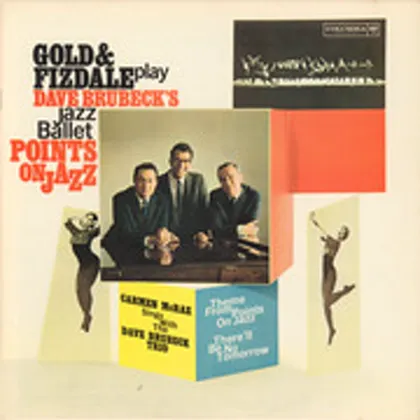 GOLD &
FIZDALE play
DAVE BRUBECK'S
Jazz
Ballet
POINTS
ON JAZZ
COLUMBIA
CARMEN McRAE
Sings
With
The
DAVE BRUBECK
TRIO
Theme
From Points
On Jazz
There'll
Be No
Tomorrow